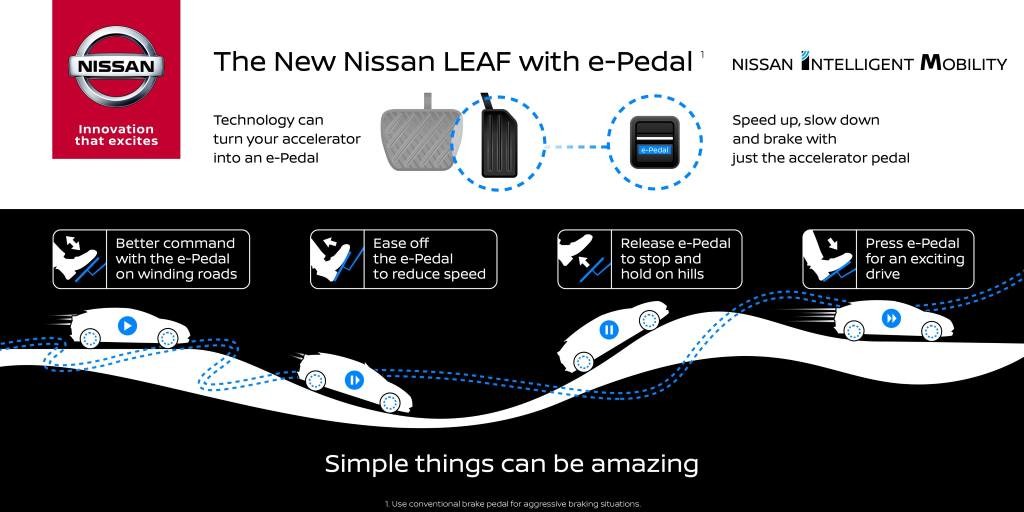 NISSAN
Innovation
that excites
The New Nissan LEAF with e-Pedal 1
NISSAN INTELLIGENT MOBILITY
Technology can
turn your accelerator
into an e-Pedal
e-Pedal
Speed up, slow down
and brake with
just the accelerator pedal
Better command
with the e-Pedal
on winding roads
Ease off
the e-Pedal
to reduce speed
Release e-Pedal
to stop and
hold on hills
Press e-Pedal
for an exciting
drive
Simple things can be amazing
1. Use conventional brake pedal for aggressive braking situations.